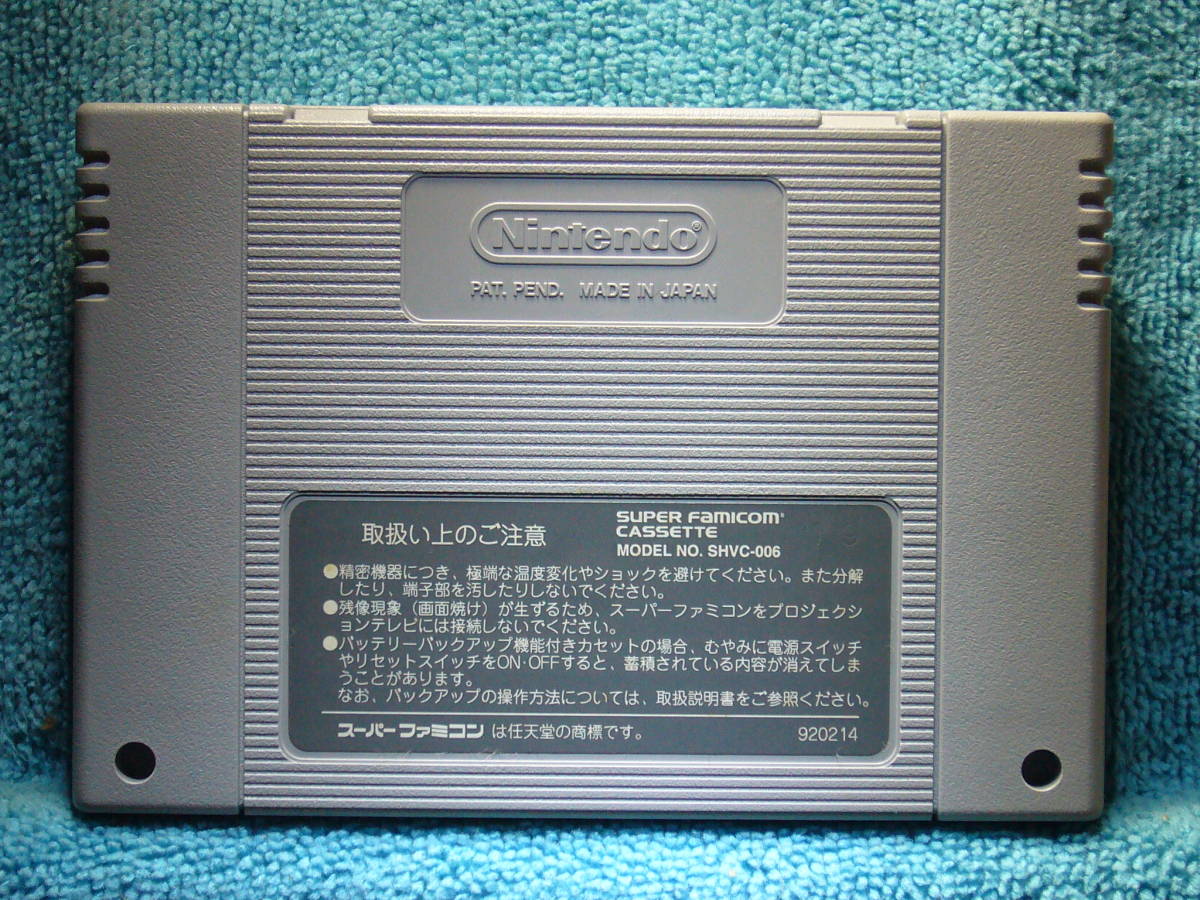 Nintendo®
PAT. PEND. MADE IN JAPAN
取扱い上のご注意
SUPER FAMICOM®
CASSETTE
MODEL NO. SHVC-006
●精密機器につき、極端な温度変化やショックを避けてください。また分解
したり、端子部を汚したりしないでください。
●残像現象（画面焼け）が生ずるため、スーパーファミコンをプロジェクシ
ョンテレビには接続しないでください。
●バッテリーバックアップ機能付きカセットの場合、むやみに電源スイッチ
やリセットスイッチをON·OFFすると、蓄積されている内容が消えてしま
うことがあります。
なお、バックアップの操作方法については、取扱説明書をご参照ください。
スーパーファミコン は任天堂の商標です。
920214